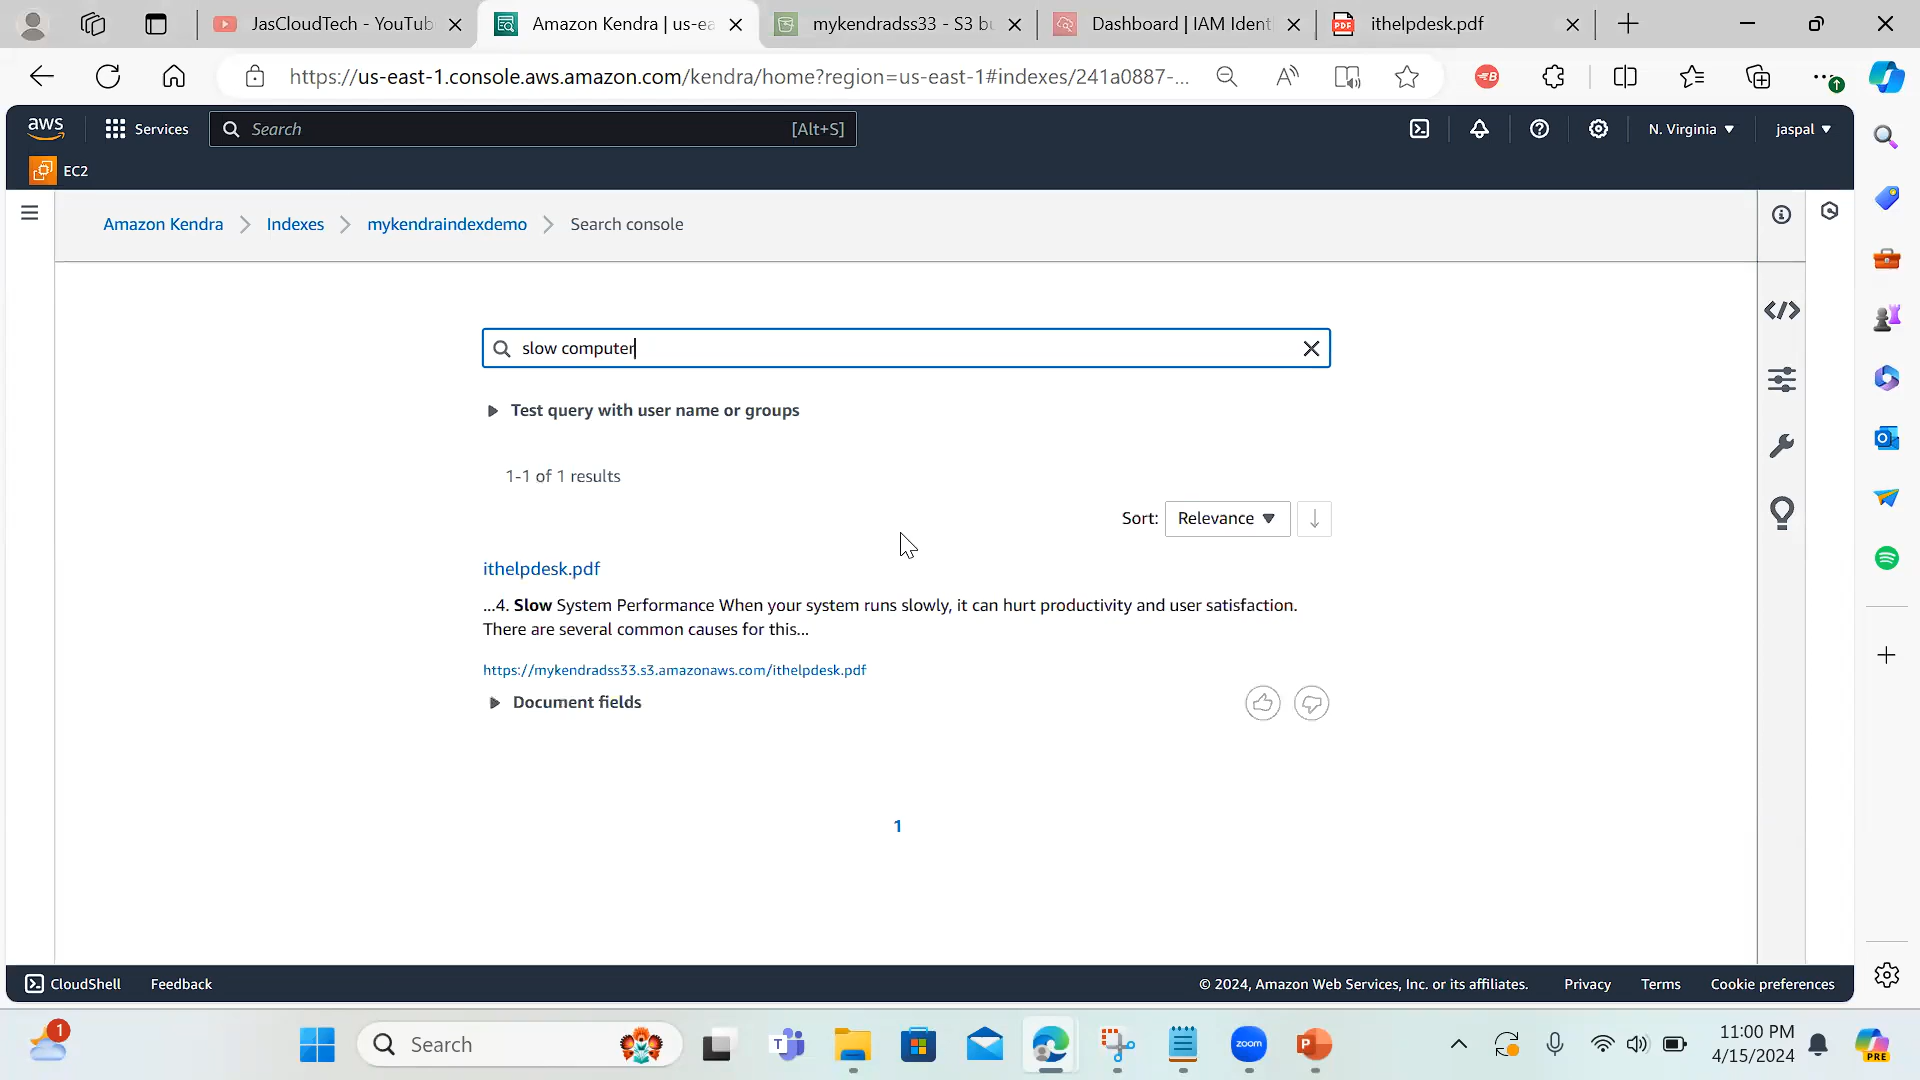 JasCloudTech - YouTub
Amazon Kendra | us-ea
mykendradss33 - S3 bu
Dashboard | IAM Ident
PDF
ithelpdesk.pdf
https://us-east-1.console.aws.amazon.com/kendra/home?region=us-east-1#indexes/241a0887-...
aws
Services
Search
[Alt+S]
N. Virginia
jaspal
EC2
Amazon Kendra
Indexes
mykendraindexdemo
Search console
slow computer
Test query with user name or groups
1-1 of 1 results
Sort:
Relevance
ithelpdesk.pdf
...4. Slow System Performance When your system runs slowly, it can hurt productivity and user satisfaction.
There are several common causes for this...
https://mykendradss33.s3.amazonaws.com/ithelpdesk.pdf
Document fields
1
CloudShell
Feedback
© 2024, Amazon Web Services, Inc. or its affiliates.
Privacy
Terms
Cookie preferences
1
Search
zoom
11:00 PM
4/15/2024
PRE